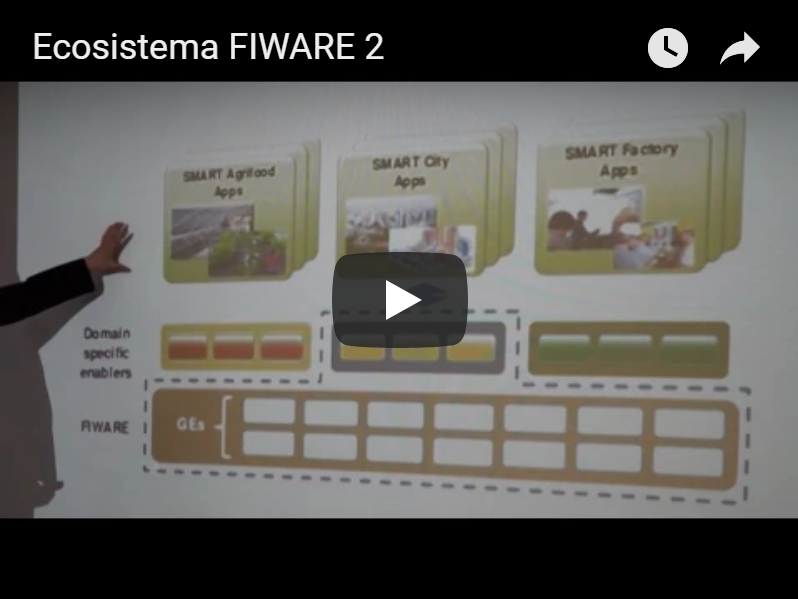 Ecosistema FIWARE 2
SMART Agrifood
Apps
SMART City
Apps
SMART Factory
Apps
Domain
specific
enablers
FIWARE
GEs